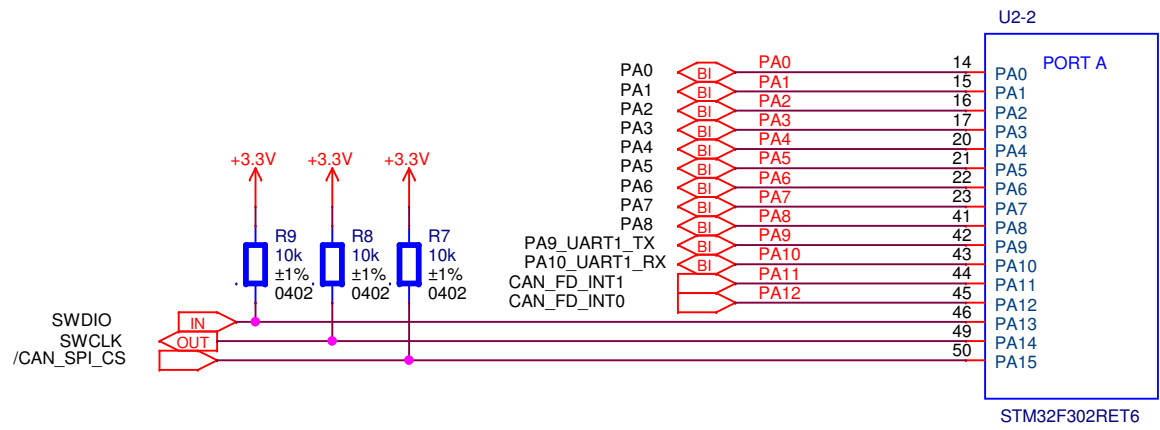 U2-2
PORT A
PA0 BI PA0 14 PA0
PA1 BI PA1 15 PA1
PA2 BI PA2 16 PA2
PA3 BI PA3 17 PA3
PA4 BI PA4 20 PA4
PA5 BI PA5 21 PA5
PA6 BI PA6 22 PA6
PA7 BI PA7 23 PA7
PA8 BI PA8 41 PA8
PA9_UART1_TX BI PA9 42 PA9
PA10_UART1_RX BI PA10 43 PA10
CAN_FD_INT1 PA11 44 PA11
CAN_FD_INT0 PA12 45 PA12
+3.3V +3.3V +3.3V
R9 R8 R7
10k 10k 10k
±1% ±1% ±1%
0402 0402 0402
SWDIO IN 46 PA13
SWCLK OUT 49 PA14
/CAN_SPI_CS 50 PA15
STM32F302RET6